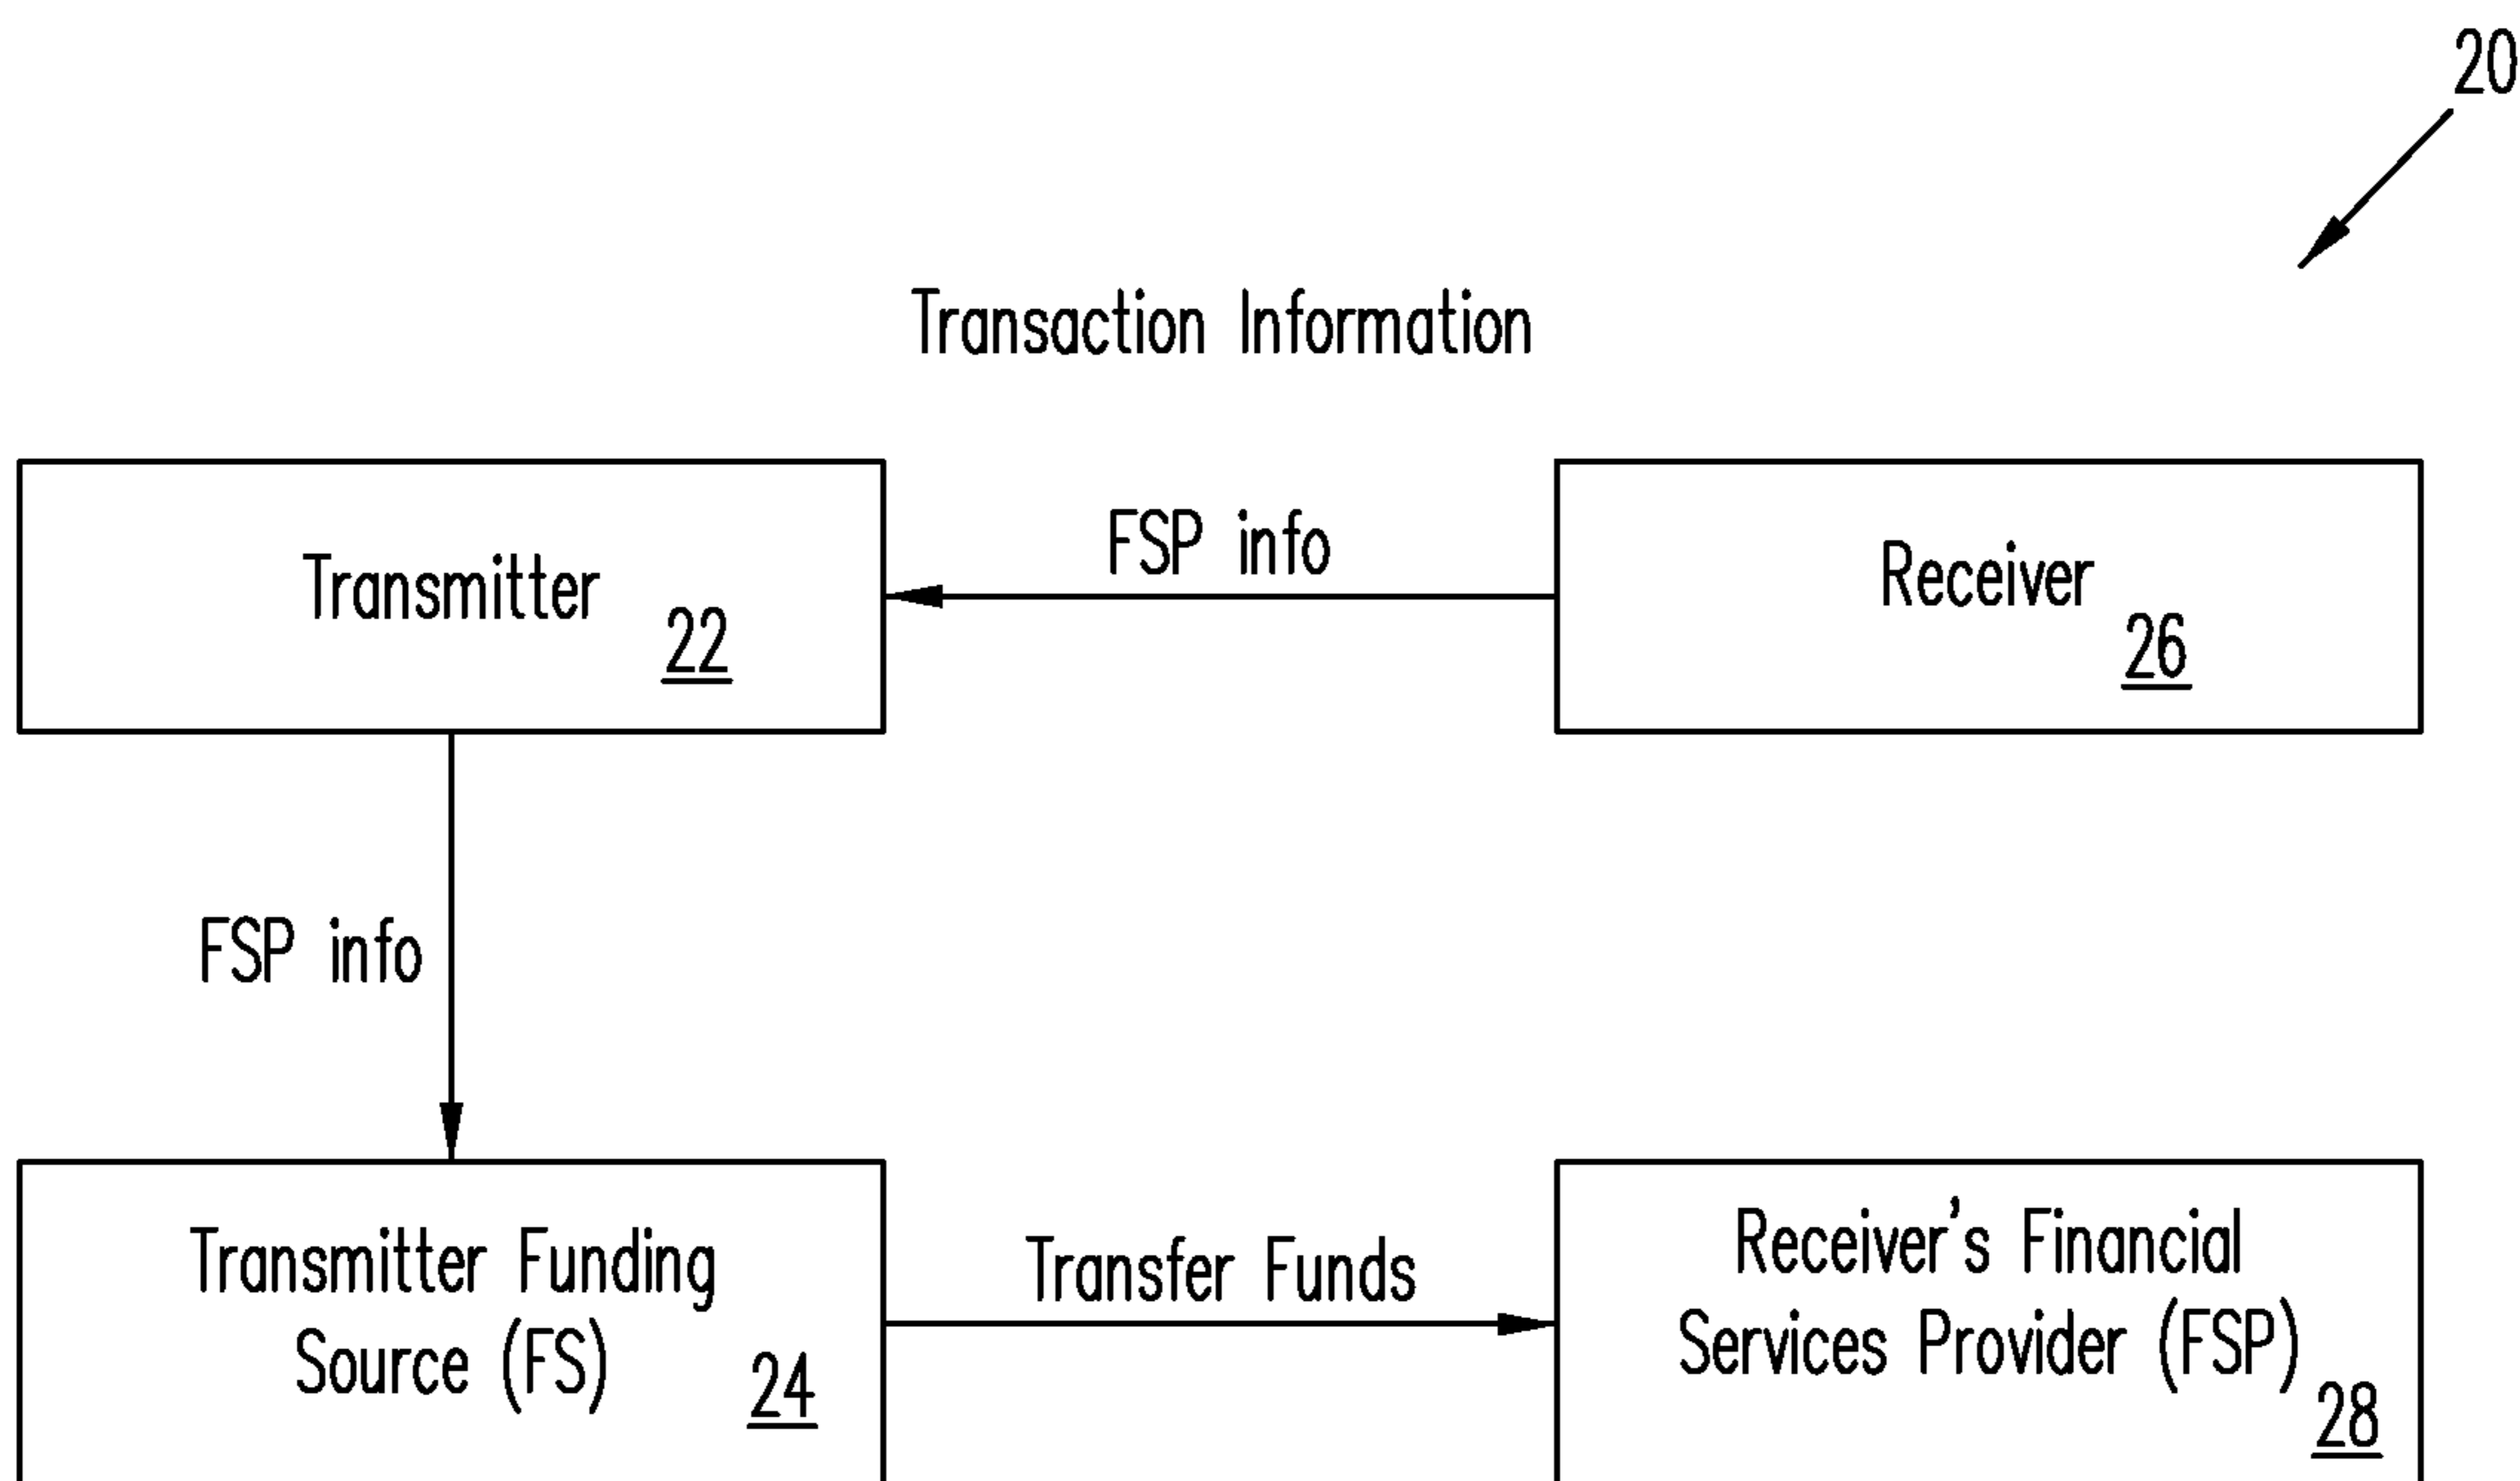 20
Transaction Information
Transmitter
22
FSP info
Receiver
26
FSP info
Transmitter Funding
Source (FS)
24
Transfer Funds
Receiver's Financial
Services Provider (FSP)
28